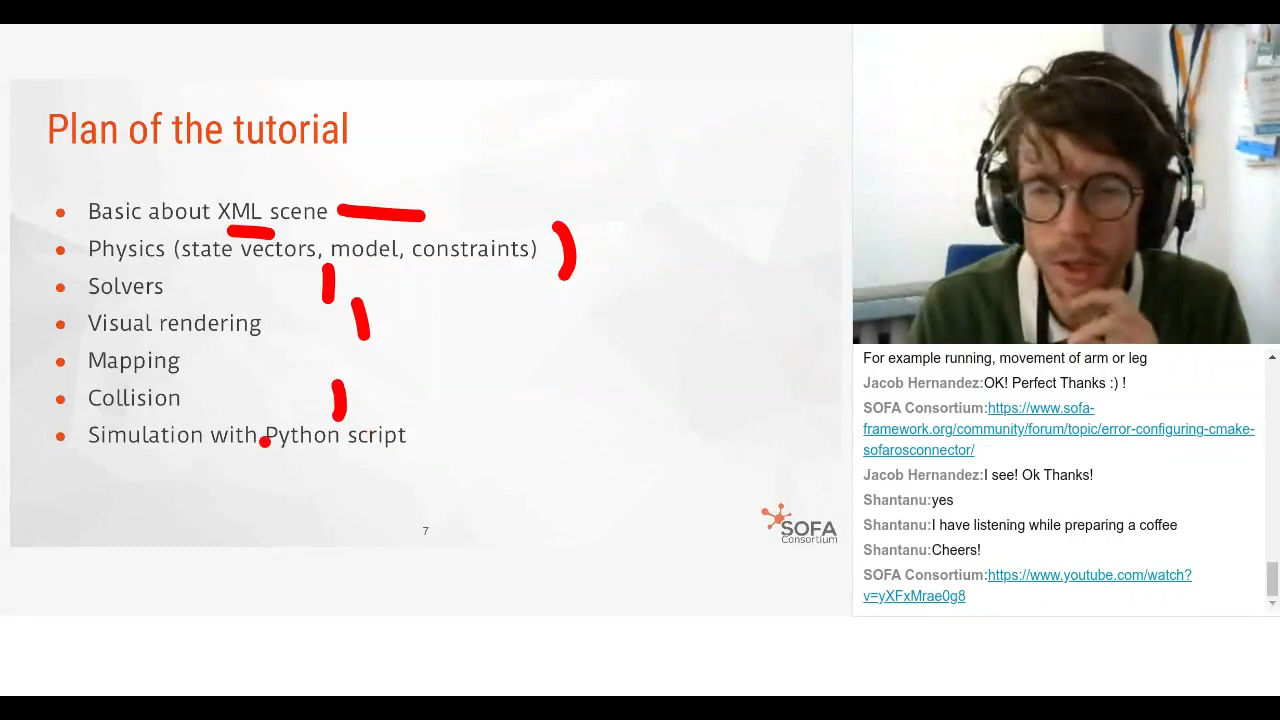 Plan of the tutorial
Basic about XML scene
Physics (state vectors, model, constraints)
Solvers
Visual rendering
Mapping
Collision
Simulation with Python script
7
SOFA
Consortium
For example running, movement of arm or leg
Jacob Hernandez:OK! Perfect Thanks :) !
SOFA Consortium:https://www.sofa-
framework.org/community/forum/topic/error-configuring-cmake-
sofarosconnector/
Jacob Hernandez:I see! Ok Thanks!
Shantanu:yes
Shantanu:I have listening while preparing a coffee
Shantanu:Cheers!
SOFA Consortium:https://www.youtube.com/watch?
v=yXFxMrae0g8